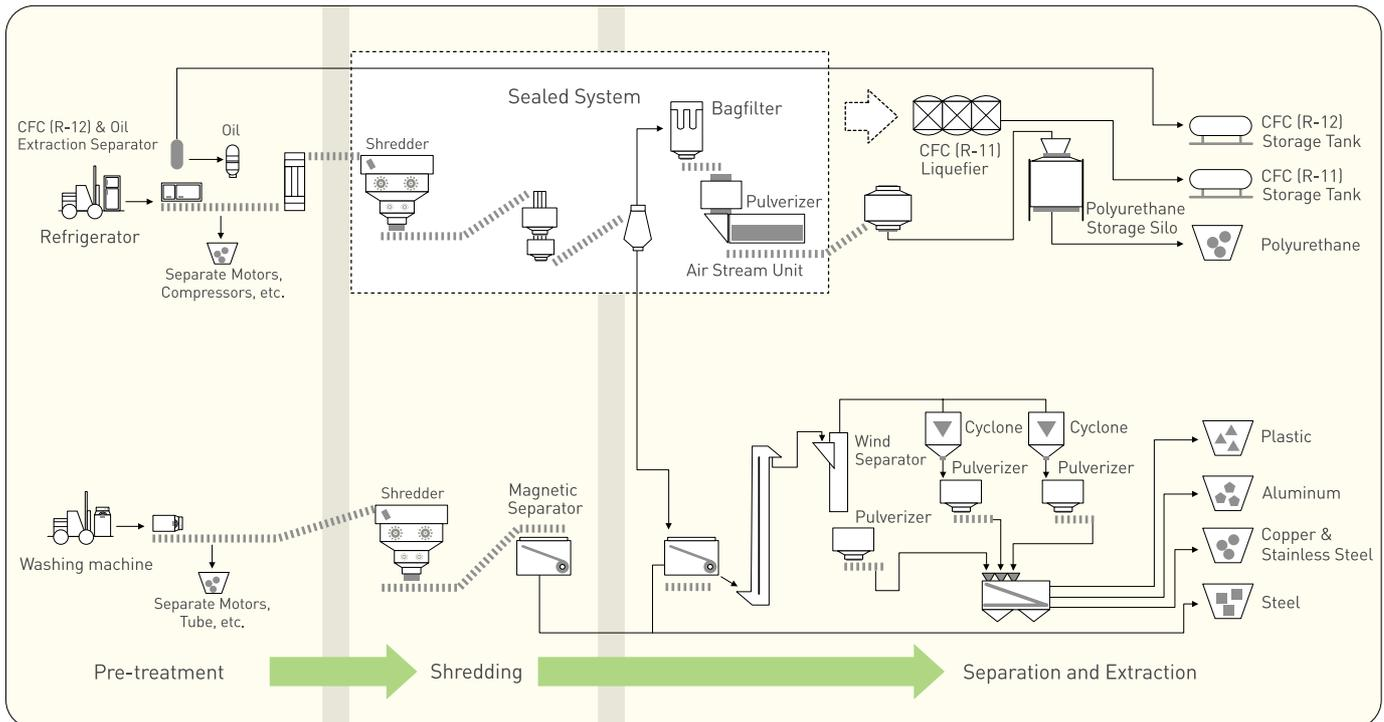 Sealed System
Bagfilter
CFC (R-12) & Oil
Extraction Separator
Oil
Shredder
CFC (R-11)
Liquefier
CFC (R-12)
Storage Tank
CFC (R-11)
Storage Tank
Refrigerator
Pulverizer
Polyurethane
Storage Silo
Polyurethane
Separate Motors,
Compressors, etc.
Air Stream Unit
Wind
Separator
Cyclone
Cyclone
Plastic
Pulverizer
Pulverizer
Shredder
Magnetic
Separator
Pulverizer
Aluminum
Copper &
Stainless Steel
Washing machine
Separate Motors,
Tube, etc.
Steel
Pre-treatment
Shredding
Separation and Extraction